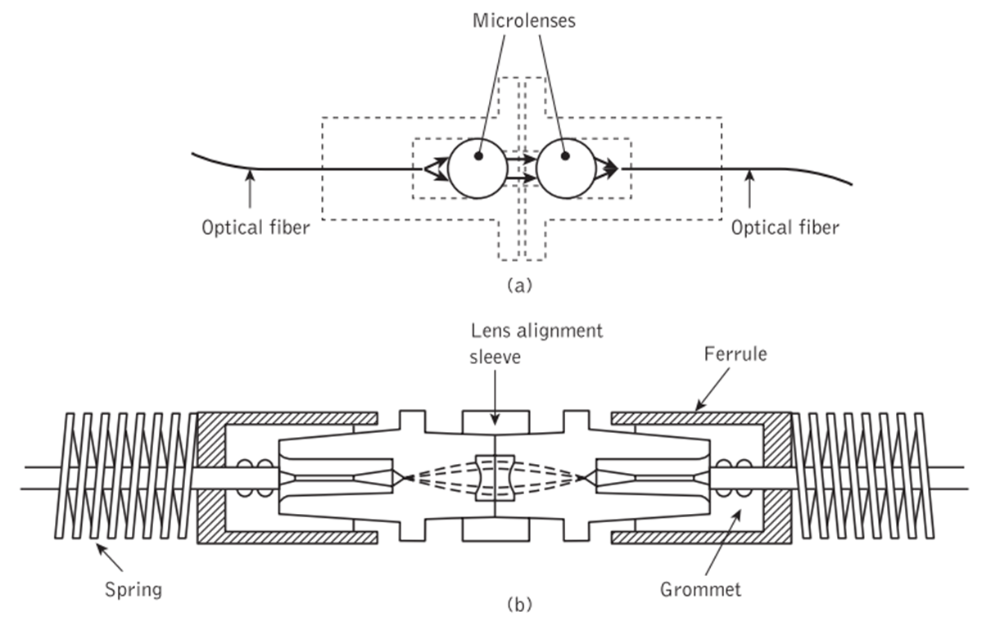 Microlenses
Optical fiber
Optical fiber
(a)
Lens alignment
sleeve
Ferrule
Spring
Grommet
(b)